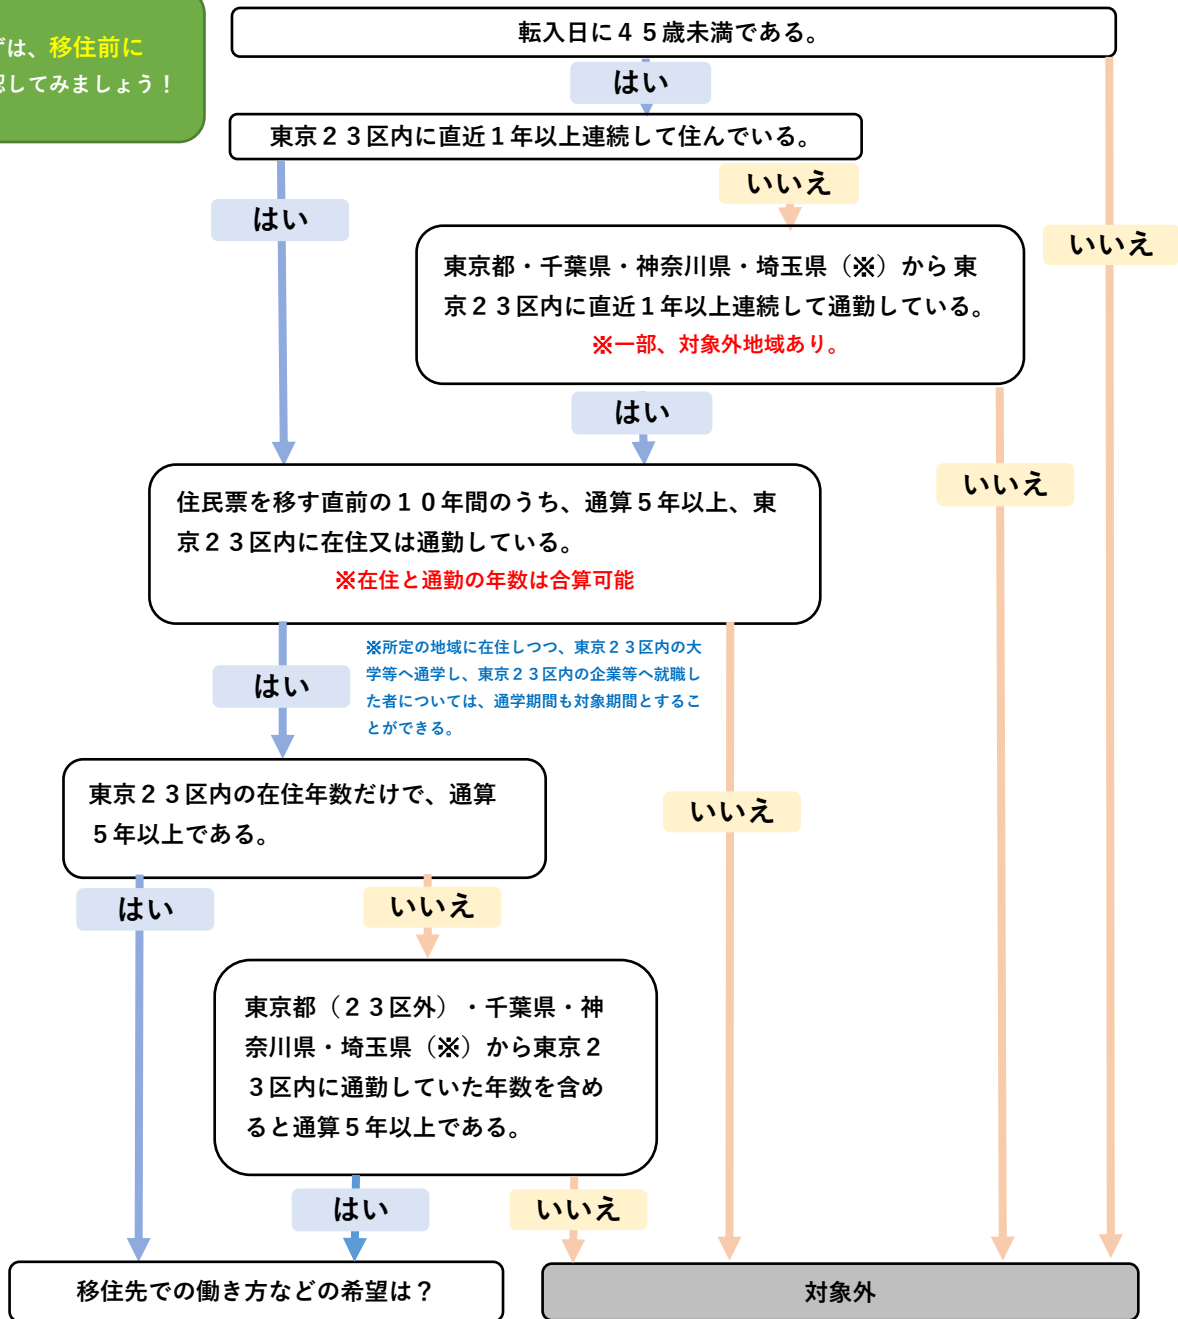 ずは、移住前に
認してみましょう！
転入日に４５歳未満である。
はい
東京２３区内に直近１年以上連続して住んでいる。
はい
いいえ
いいえ
東京都・千葉県・神奈川県・埼玉県（※）から東
京２３区内に直近１年以上連続して通勤している。
※一部、対象外地域あり。
はい
いいえ
住民票を移す直前の１０年間のうち、通算５年以上、東
京２３区内に在住又は通勤している。
※在住と通勤の年数は合算可能
はい
※所定の地域に在住しつつ、東京２３区内の大
学等へ通学し、東京２３区内の企業等へ就職し
た者については、通学期間も対象期間とするこ
とができる。
いいえ
東京２３区内の在住年数だけで、通算
５年以上である。
はい
いいえ
東京都（２３区外）・千葉県・神
奈川県・埼玉県（※）から東京２
３区内に通勤していた年数を含め
ると通算５年以上である。
はい
いいえ
移住先での働き方などの希望は？
対象外